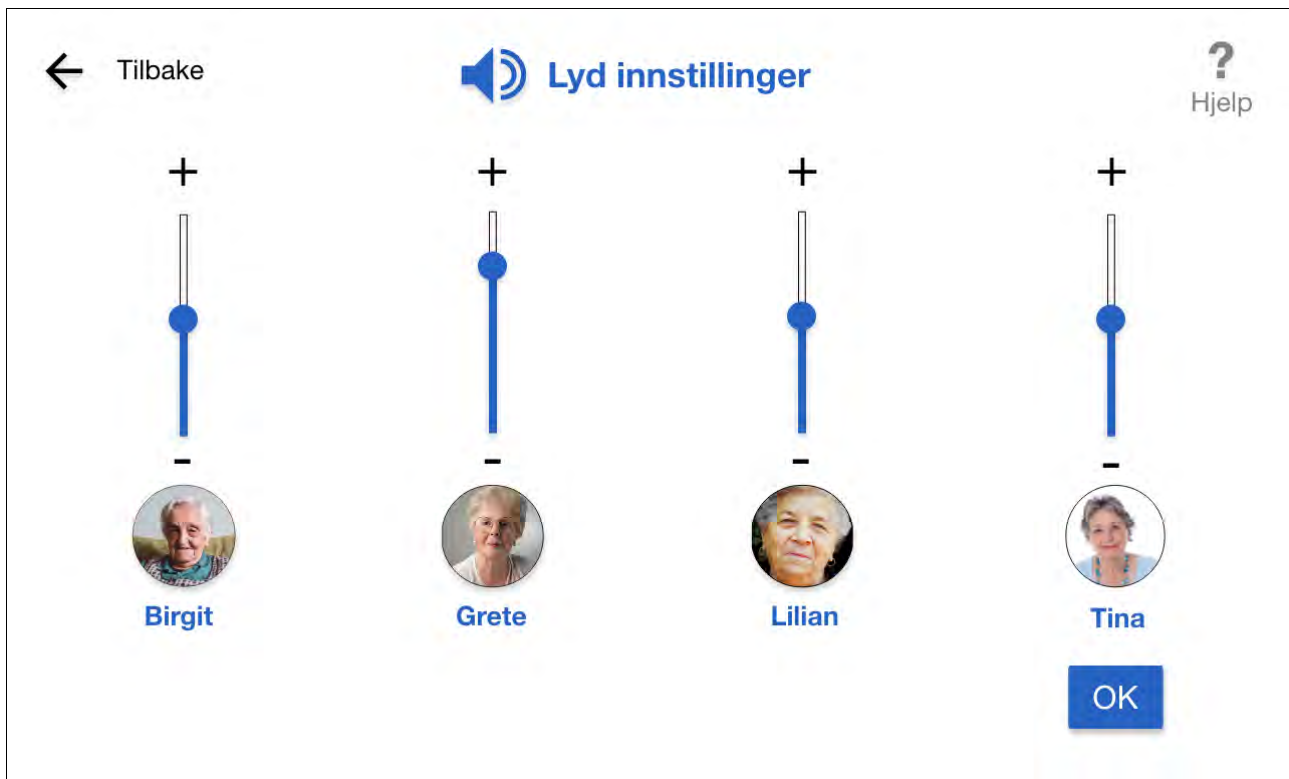 ← Tilbake
Lyd innstillinger
?
Hjelp
+ + + +
- - - -
Birgit Grete Lilian Tina
OK